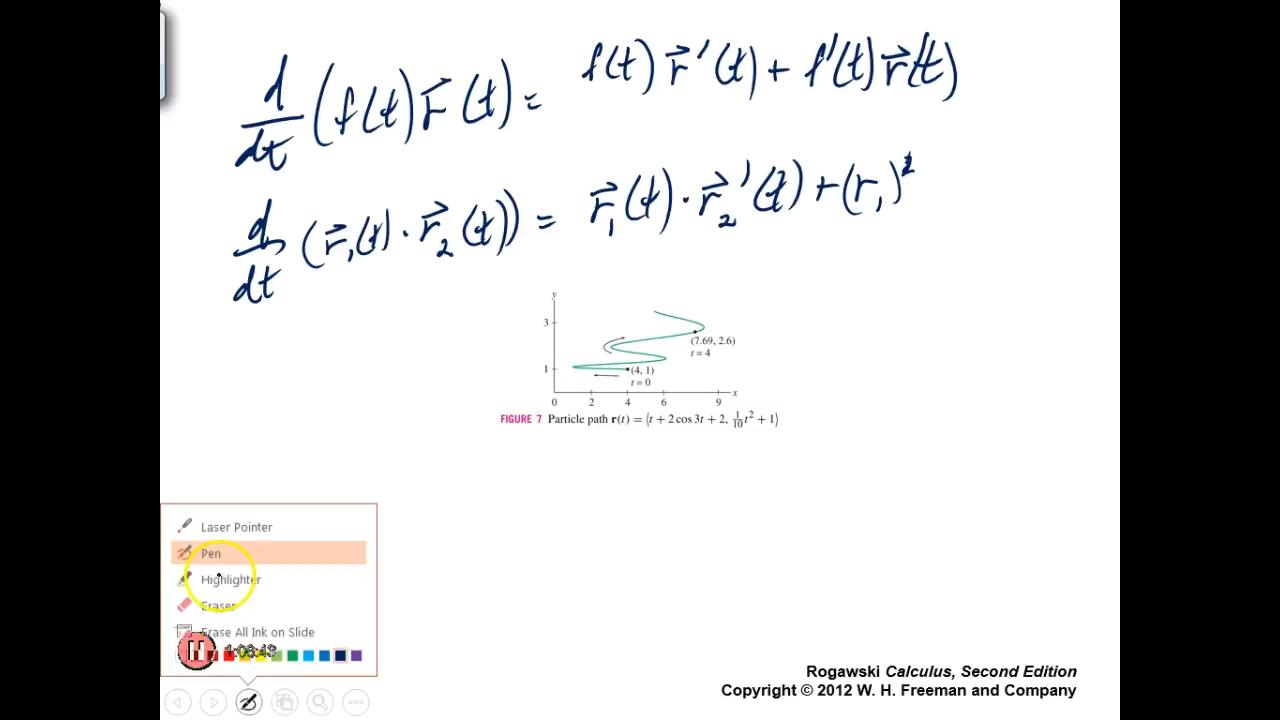 d/dt (f(t) r⃗(t)) = f(t) r⃗'(t) + f'(t) r⃗(t)
d/dt (r⃗₁(t) · r⃗₂(t)) = r⃗₁(t) · r⃗₂'(t) + (r₁)
y
3
(7.69, 2.6)
t = 4
1
(4, 1)
t = 0
0 2 4 6 9 x
FIGURE 7 Particle path r(t) = ⟨t + 2 cos 3t + 2, 1/10 t² + 1⟩
Laser Pointer
Pen
Highlighter
Eraser
Erase All Ink on Slide
Rogawski Calculus, Second Edition
Copyright © 2012 W. H. Freeman and Company